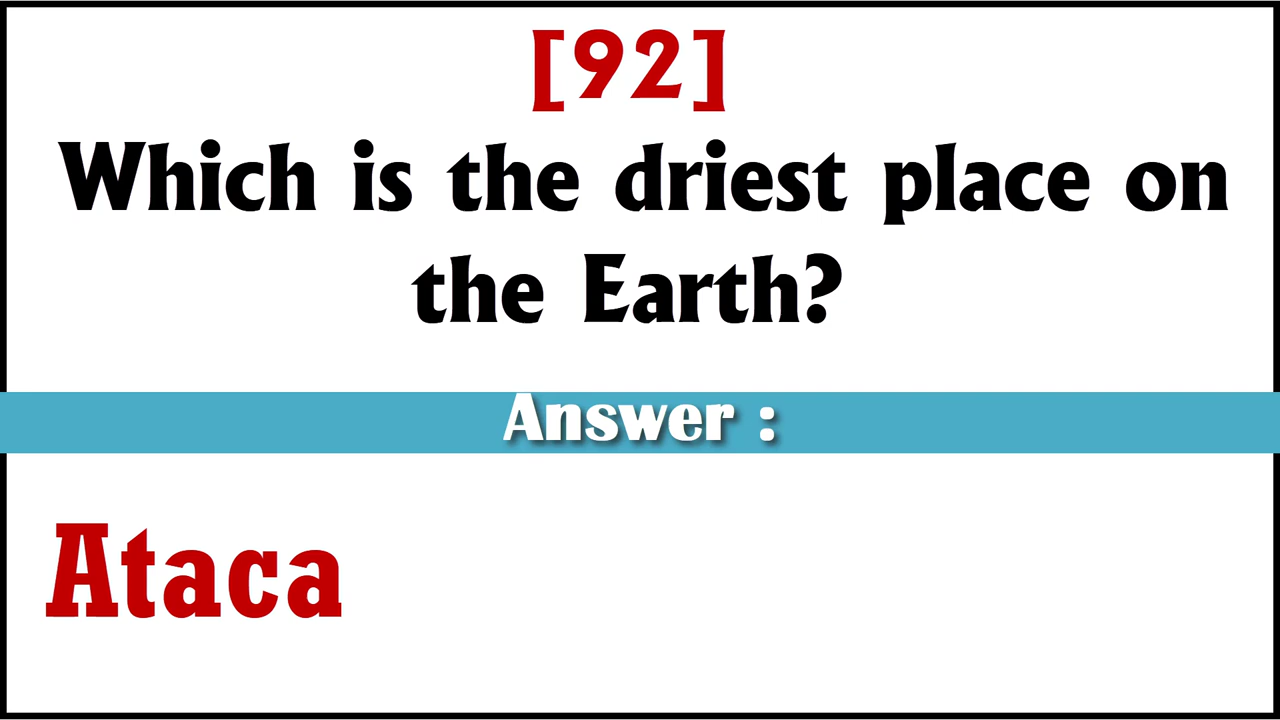 [92]
Which is the driest place on
the Earth?
Answer :
Ataca